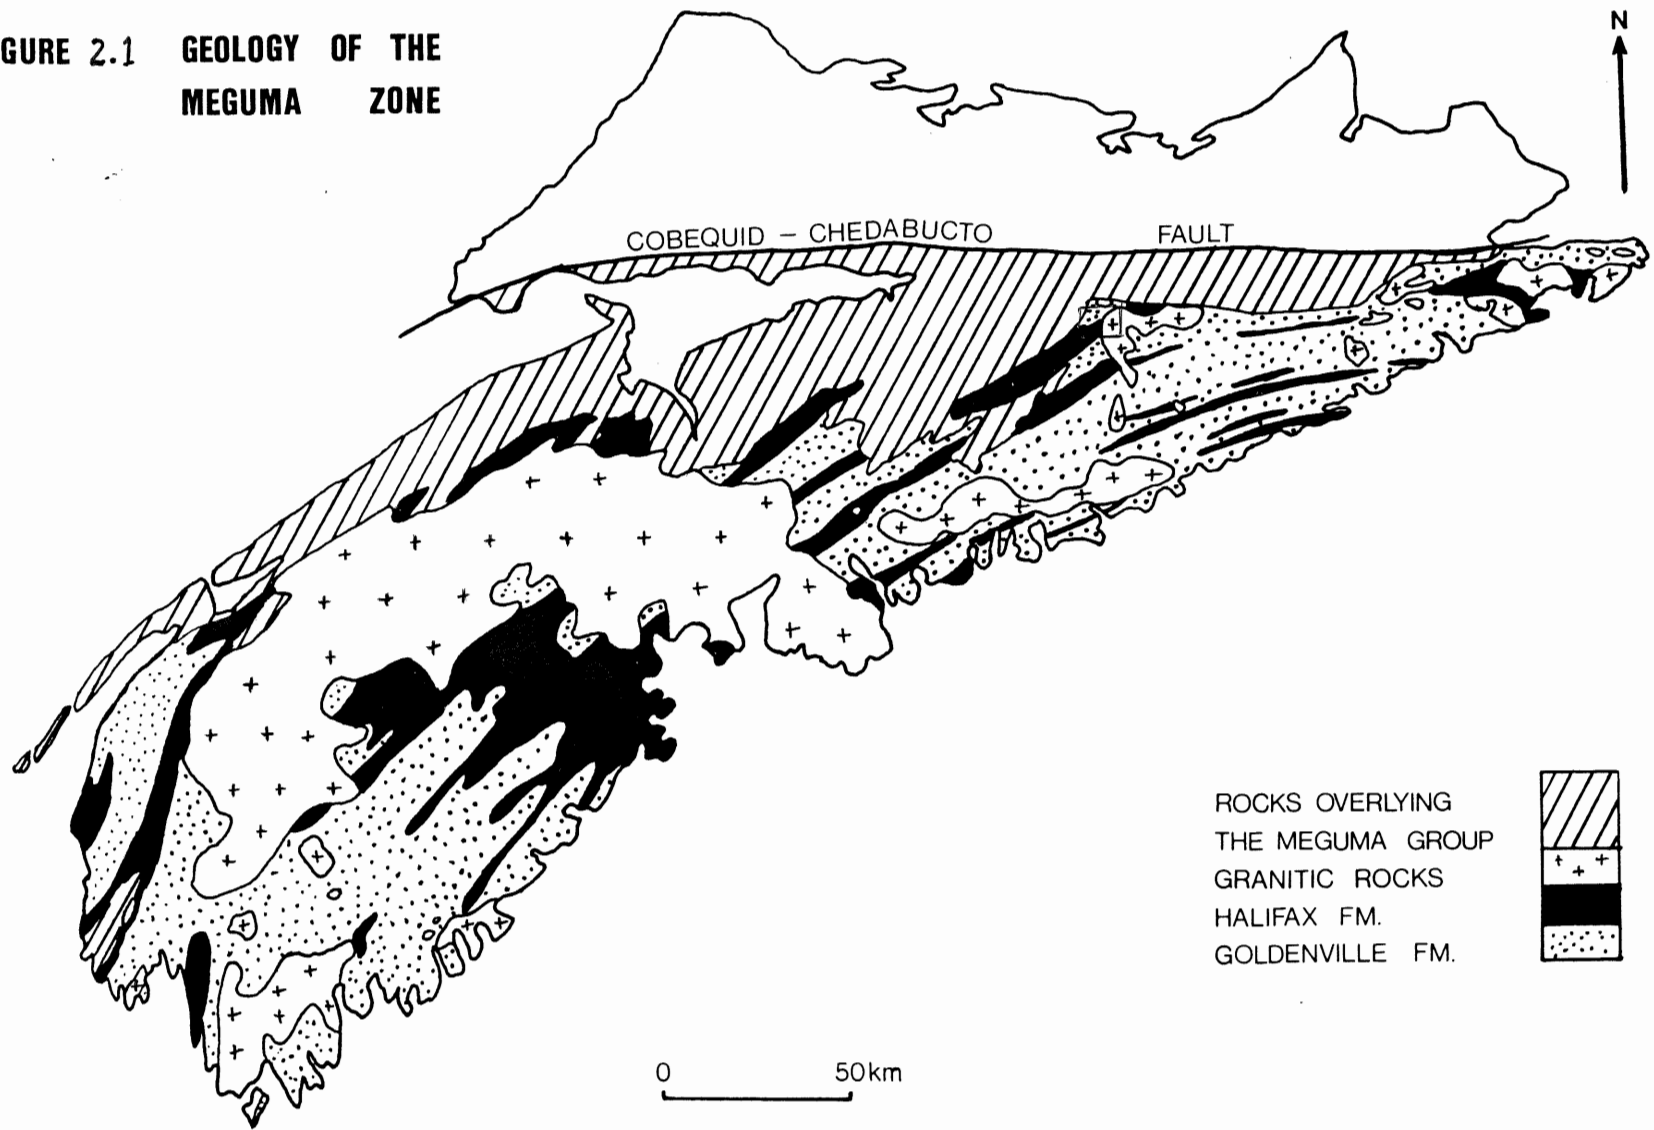 GURE 2.1 GEOLOGY OF THE
MEGUMA ZONE
N
COBEQUID – CHEDABUCTO FAULT
ROCKS OVERLYING
THE MEGUMA GROUP
GRANITIC ROCKS
HALIFAX FM.
GOLDENVILLE FM.
0 50km